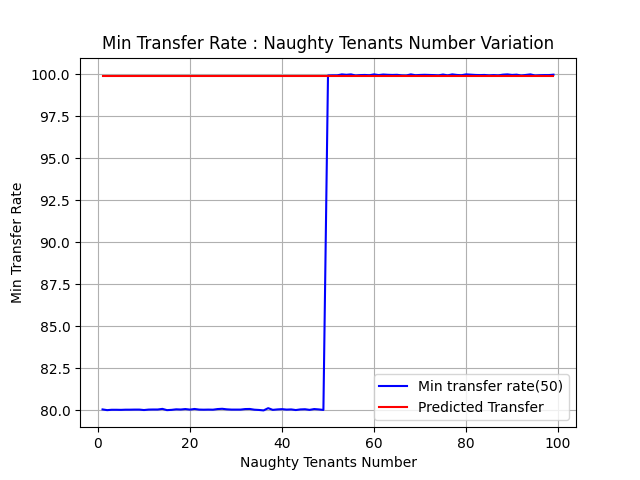 Min Transfer Rate : Naughty Tenants Number Variation
100.0
97.5
95.0
92.5
90.0
87.5
85.0
82.5
80.0
Min Transfer Rate
Min transfer rate(50)
Predicted Transfer
0 20 40 60 80 100
Naughty Tenants Number